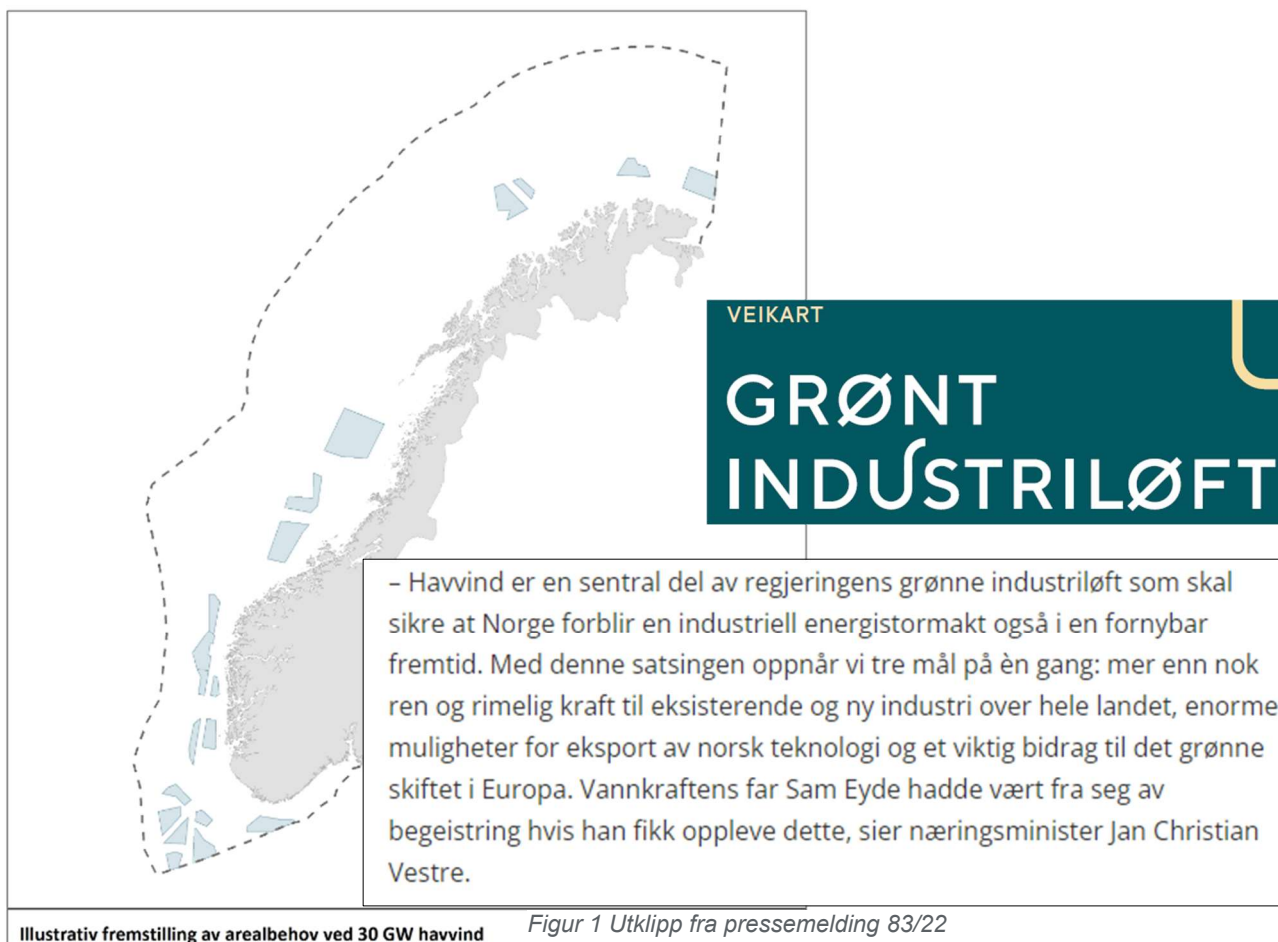 VEIKART
GRØNT
INDUSTRILØFT
– Havvind er en sentral del av regjeringens grønne industriløft som skal
sikre at Norge forblir en industriell energistormakt også i en fornybar
fremtid. Med denne satsingen oppnår vi tre mål på èn gang: mer enn nok
ren og rimelig kraft til eksisterende og ny industri over hele landet, enorme
muligheter for eksport av norsk teknologi og et viktig bidrag til det grønne
skiftet i Europa. Vannkraftens far Sam Eyde hadde vært fra seg av
begeistring hvis han fikk oppleve dette, sier næringsminister Jan Christian
Vestre.
Illustrativ fremstilling av arealbehov ved 30 GW havvind
Figur 1 Utklipp fra pressemelding 83/22